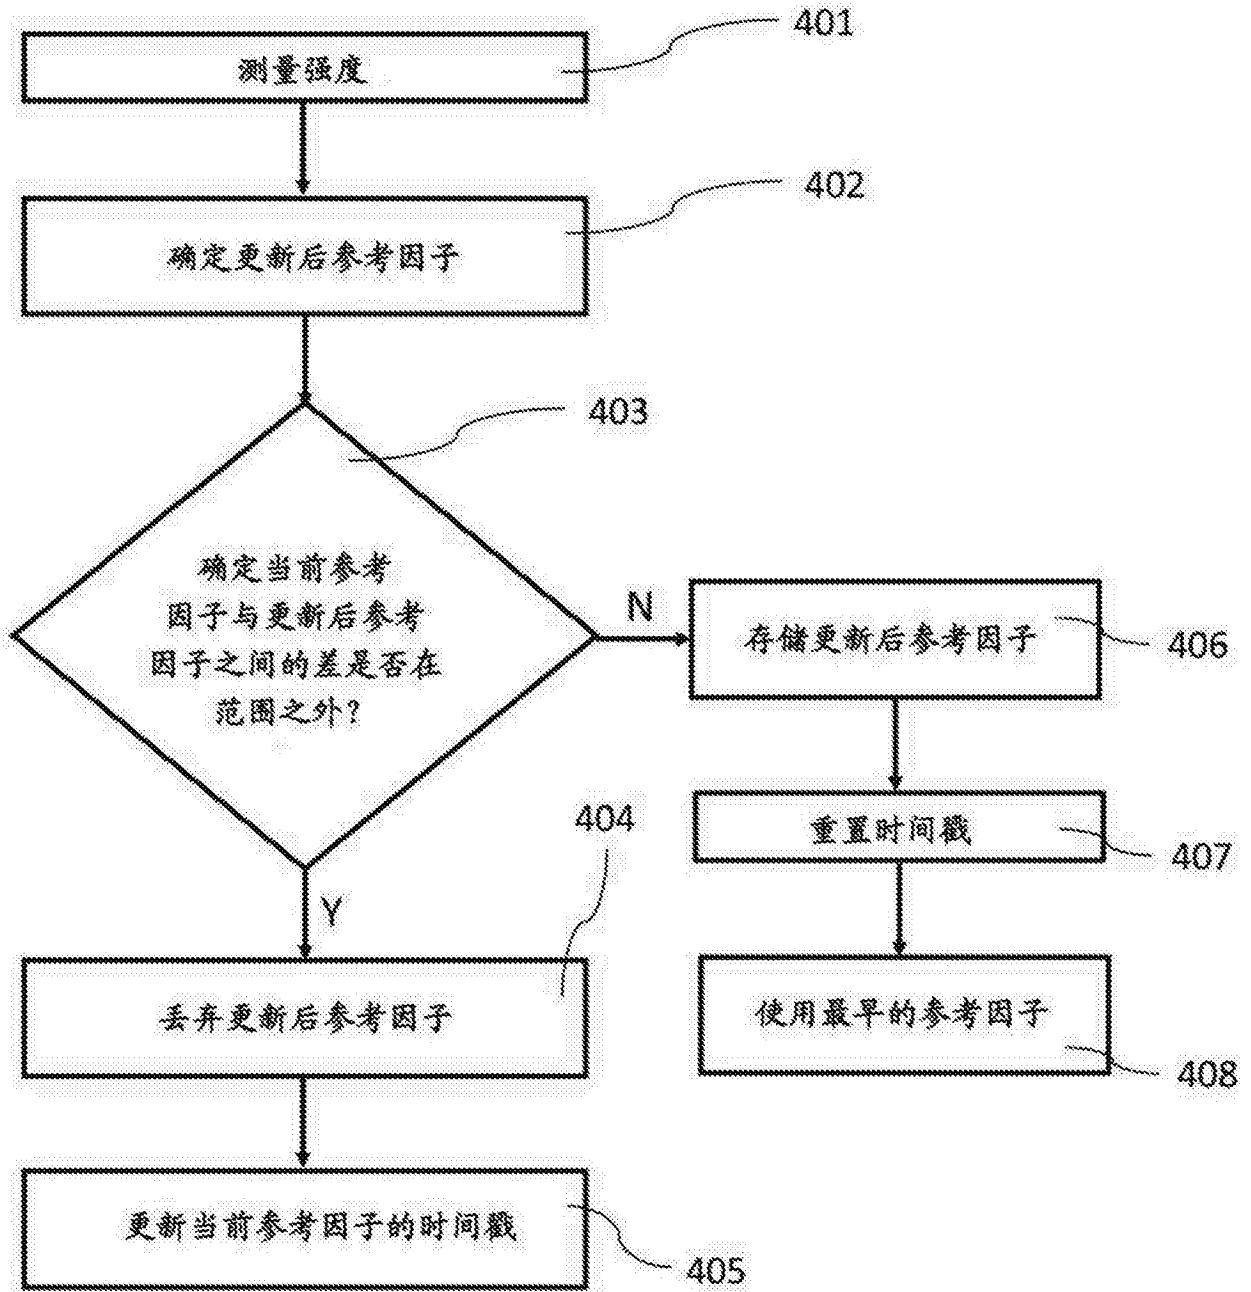 401
测量强度
402
确定更新后参考因子
403
确定当前参考
因子与更新后参考
因子之间的差是否在
范围之外?
N
存储更新后参考因子
406
重置时间戳
407
404
Y
丢弃更新后参考因子
使用最早的参考因子
408
更新当前参考因子的时间戳
405